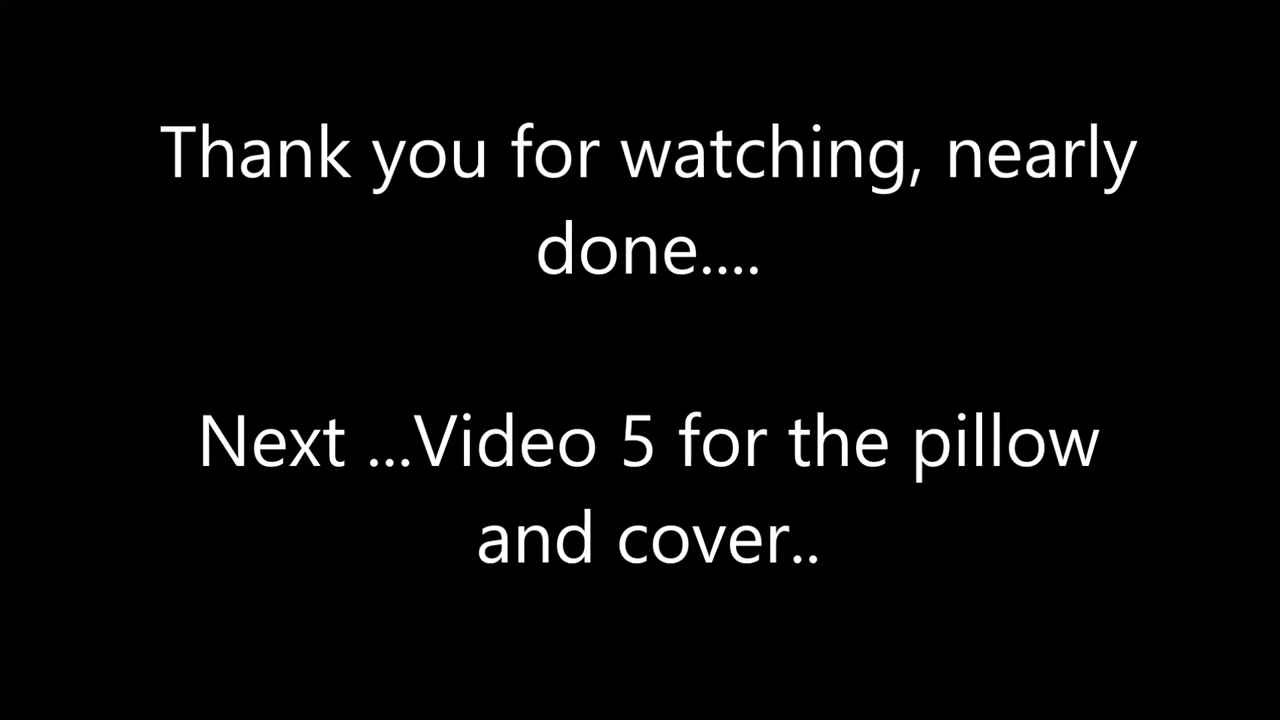 Thank you for watching, nearly
done....
Next ...Video 5 for the pillow
and cover..